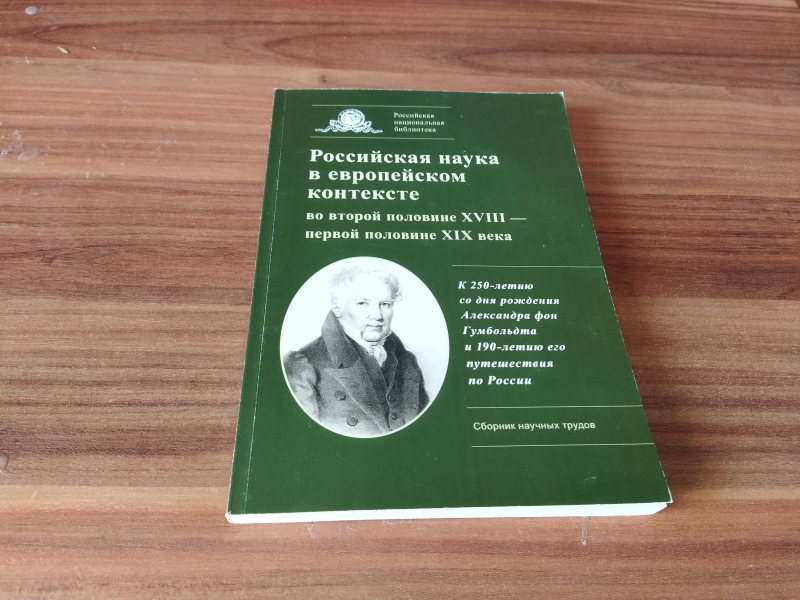 Российская
национальная
библиотека
Российская наука
в европейском
контексте
во второй половине XVIII —
первой половине XIX века
К 250-летию
со дня рождения
Александра фон
Гумбольдта
и 190-летию его
путешествия
по России
Сборник научных трудов